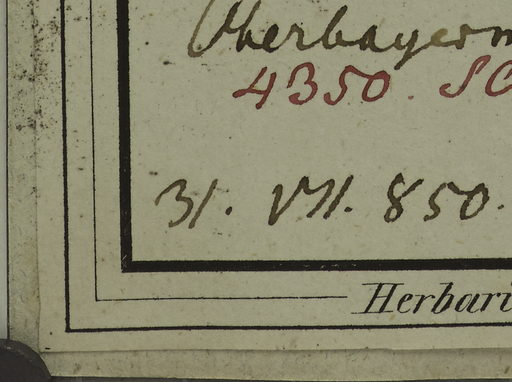 Oberbayern
4350. SC
31. VII. 850.
Herbari